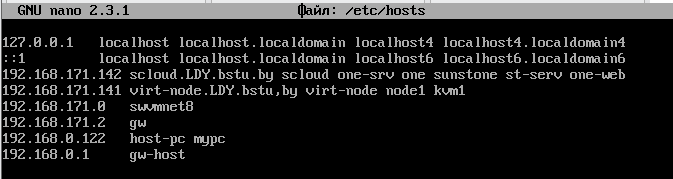 GNU nano 2.3.1 Файл: /etc/hosts
127.0.0.1 localhost localhost.localdomain localhost4 localhost4.localdomain4
::1 localhost localhost.localdomain localhost6 localhost6.localdomain6
192.168.171.142 scloud.LDY.bstu.by scloud one-srv one sunstone st-serv one-web
192.168.171.141 virt-node.LDY.bstu,by virt-node node1 kvm1
192.168.171.0 swvmnet8
192.168.171.2 gw
192.168.0.122 host-pc mypc
192.168.0.1 gw-host